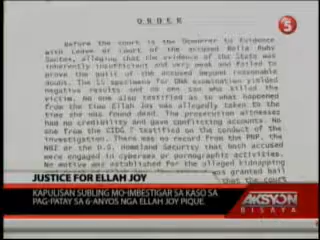 ORDER
Before the court is the Demurrer to Evidence
with Leave of Court of the accused Bella Ruby
Santos, alleging that the evidence of the State was
inherently insufficient and very weak and failed to
prove the guilt of the accused beyond reasonable
doubt. The 15 specimens for DNA examination yielded
negative results and no one saw who killed the
victim. No one also testified as to what happened
from the time Ellah Joy was allegedly taken to the
time she was found dead. The prosecution witnesses
had no credibility and gave conflicting accounts. No
one from the CIDG 7 testified on the conduct of the
investigation. There was no record from the PNP, the
NBI or the U.S. Homeland Security that both accused
were engaged in cybersex or pornographic activities.
No motive was established for the alleged kidnapping
bail
that the court
5
JUSTICE FOR ELLAH JOY
KAPULISAN SUBLING MO-IMBESTIGAR SA KASO SA
PAG-PATAY SA 6-ANYOS NGA ELLAH JOY PIQUE.
AKSYON
BISAYA